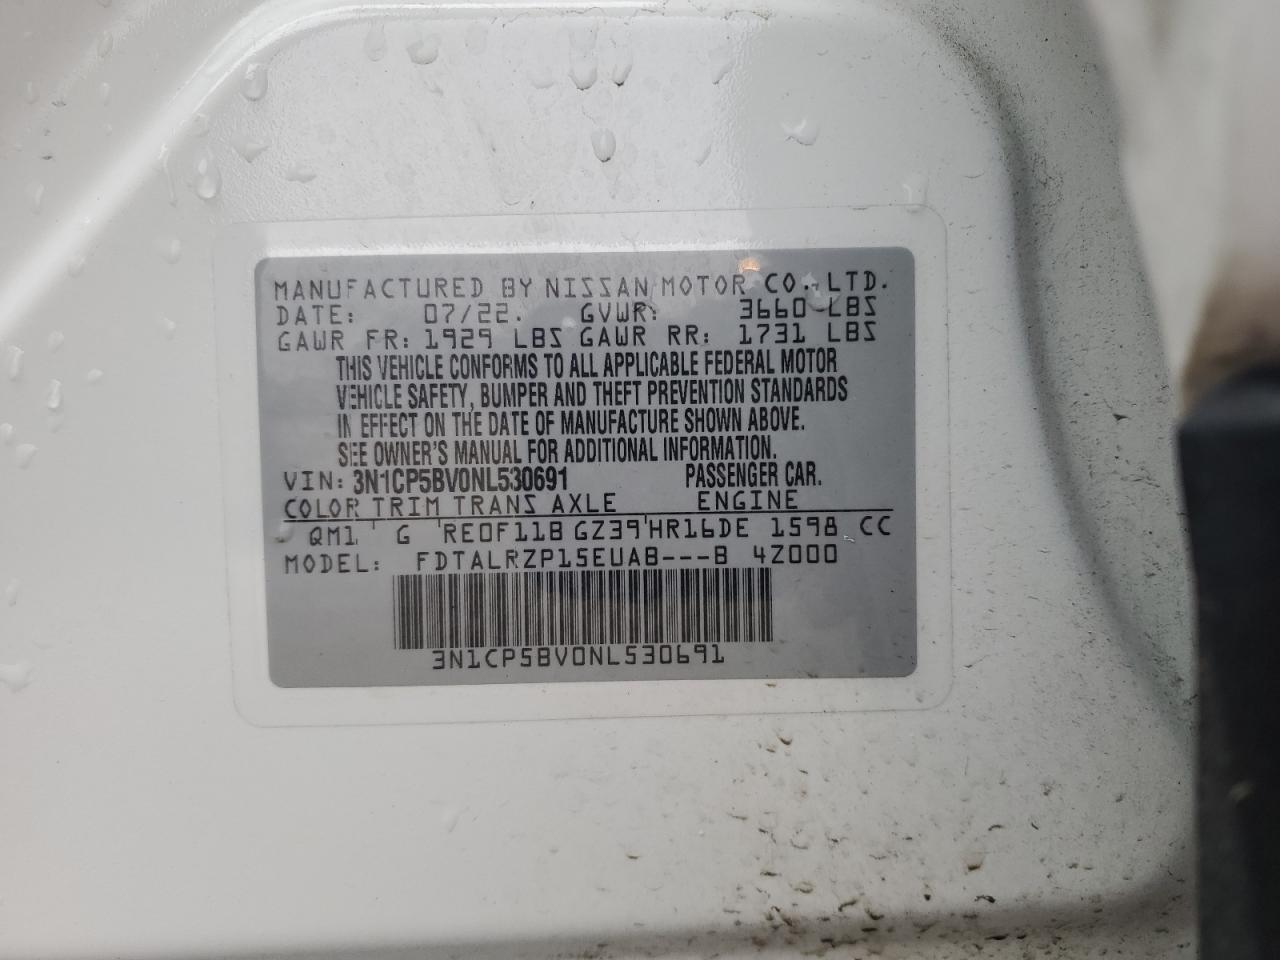 MANUFACTURED BY NISSAN MOTOR CO., LTD.
DATE: 07/22. GVWR: 3660 LBS
GAWR FR: 1929 LBS GAWR RR: 1731 LBS
THIS VEHICLE CONFORMS TO ALL APPLICABLE FEDERAL MOTOR
VEHICLE SAFETY, BUMPER AND THEFT PREVENTION STANDARDS
IN EFFECT ON THE DATE OF MANUFACTURE SHOWN ABOVE.
SEE OWNER'S MANUAL FOR ADDITIONAL INFORMATION.
VIN: 3N1CP5BV0NL530691 PASSENGER CAR.
COLOR TRIM TRANS AXLE ENGINE
QM1 G RE0F11B GZ39 HR16DE 1598 CC
MODEL: FDTALRZP15EUAB---B 4Z000
3N1CP5BV0NL530691